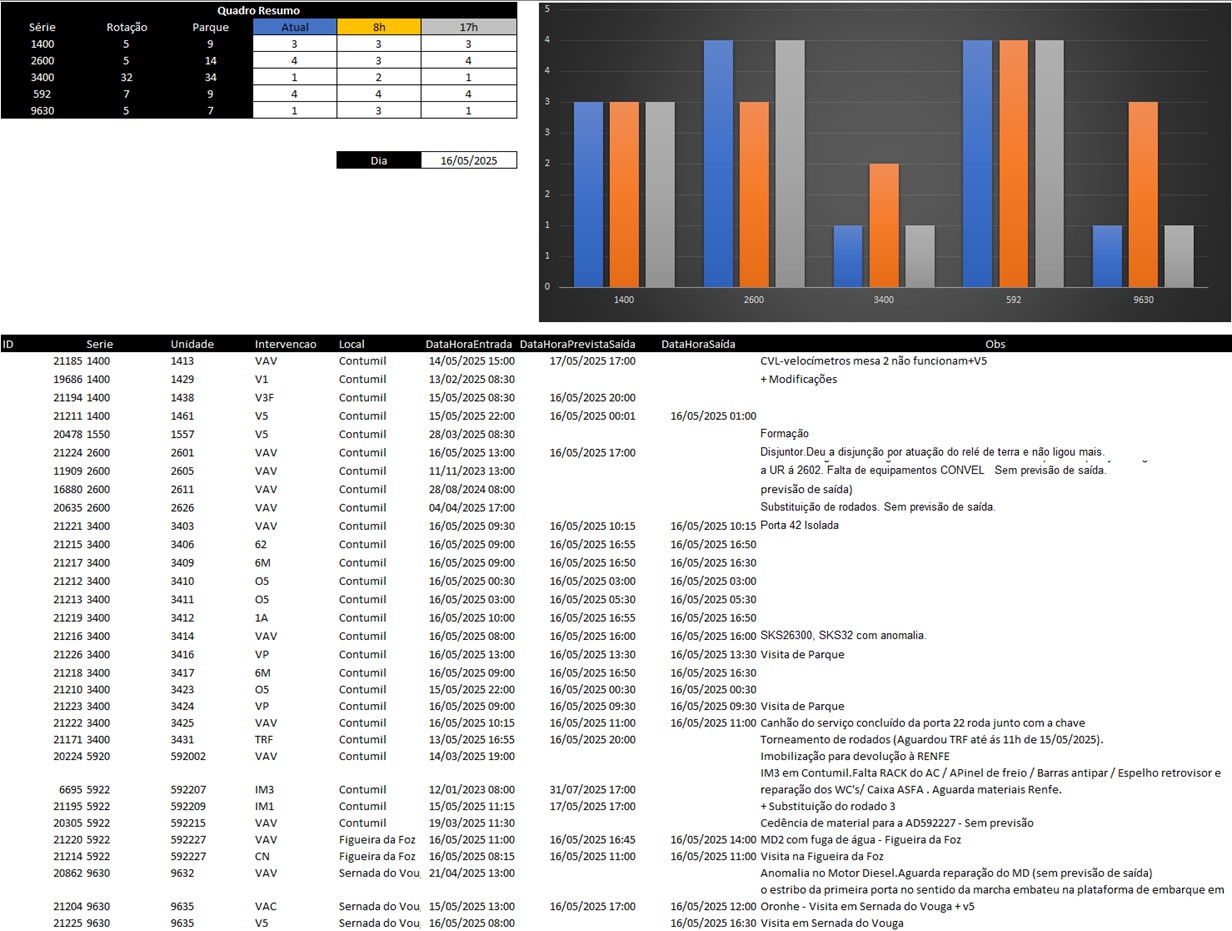 Quadro Resumo
Série Rotação Parque Atual 8h 17h
1400 5 9 3 3 3
2600 5 14 4 3 4
3400 32 34 1 2 1
592 7 9 4 4 4
9630 5 7 1 3 1
Dia 16/05/2025
5
4
4
3
3
2
2
1
1
0
1400 2600 3400 592 9630
ID Serie Unidade Intervencao Local DataHoraEntrada DataHoraPrevistaSaída DataHoraSaída Obs
21185 1400 1413 VAV Contumil 14/05/2025 15:00 17/05/2025 17:00 CVL-velocímetros mesa 2 não funcionam+V5
19686 1400 1429 V1 Contumil 13/02/2025 08:30 + Modificações
21194 1400 1438 V3F Contumil 15/05/2025 08:30 16/05/2025 20:00
21211 1400 1461 V5 Contumil 15/05/2025 22:00 16/05/2025 00:01 16/05/2025 01:00
20478 1550 1557 V5 Contumil 28/03/2025 08:30 Formação
21224 2600 2601 VAV Contumil 16/05/2025 13:00 16/05/2025 17:00 Disjuntor.Deu a disjunção por atuação do relé de terra e não ligou mais.
11909 2600 2605 VAV Contumil 11/11/2023 13:00 a UR á 2602. Falta de equipamentos CONVEL Sem previsão de saída.
16880 2600 2611 VAV Contumil 28/08/2024 08:00 previsão de saída)
20635 2600 2626 VAV Contumil 04/04/2025 17:00 Substituição de rodados. Sem previsão de saída.
21221 3400 3403 VAV Contumil 16/05/2025 09:30 16/05/2025 10:15 16/05/2025 10:15 Porta 42 Isolada
21215 3400 3406 62 Contumil 16/05/2025 09:00 16/05/2025 16:55 16/05/2025 16:50
21217 3400 3409 6M Contumil 16/05/2025 09:00 16/05/2025 16:50 16/05/2025 16:30
21212 3400 3410 O5 Contumil 16/05/2025 00:30 16/05/2025 03:00 16/05/2025 03:00
21213 3400 3411 O5 Contumil 16/05/2025 03:00 16/05/2025 05:30 16/05/2025 05:30
21219 3400 3412 1A Contumil 16/05/2025 10:00 16/05/2025 16:55 16/05/2025 16:50
21216 3400 3414 VAV Contumil 16/05/2025 08:00 16/05/2025 16:00 16/05/2025 16:00 SKS26300, SKS32 com anomalia.
21226 3400 3416 VP Contumil 16/05/2025 13:00 16/05/2025 13:30 16/05/2025 13:30 Visita de Parque
21218 3400 3417 6M Contumil 16/05/2025 09:00 16/05/2025 16:50 16/05/2025 16:30
21210 3400 3423 O5 Contumil 15/05/2025 22:00 16/05/2025 00:30 16/05/2025 00:30
21223 3400 3424 VP Contumil 16/05/2025 09:00 16/05/2025 09:30 16/05/2025 09:30 Visita de Parque
21222 3400 3425 VAV Contumil 16/05/2025 10:15 16/05/2025 11:00 16/05/2025 11:00 Canhão do serviço concluído da porta 22 roda junto com a chave
21171 3400 3431 TRF Contumil 13/05/2025 16:55 16/05/2025 20:00 Torneamento de rodados (Aguardou TRF até ás 11h de 15/05/2025).
20224 5920 592002 VAV Contumil 14/03/2025 19:00 Imobilização para devolução à RENFE
IM3 em Contumil.Falta RACK do AC / APinel de freio / Barras antipar / Espelho retrovisor e
6695 5922 592207 IM3 Contumil 12/01/2023 08:00 31/07/2025 17:00 reparação dos WC's/ Caixa ASFA . Aguarda materiais Renfe.
21195 5922 592209 IM1 Contumil 15/05/2025 11:15 17/05/2025 17:00 + Substituição do rodado 3
20305 5922 592215 VAV Contumil 19/03/2025 11:30 Cedência de material para a AD592227 - Sem previsão
21220 5922 592227 VAV Figueira da Foz 16/05/2025 11:00 16/05/2025 16:45 16/05/2025 14:00 MD2 com fuga de água - Figueira da Foz
21214 5922 592227 CN Figueira da Foz 16/05/2025 08:15 16/05/2025 11:00 16/05/2025 11:00 Visita na Figueira da Foz
20862 9630 9632 VAV Sernada do Vou 21/04/2025 13:00 Anomalia no Motor Diesel.Aguarda reparação do MD (sem previsão de saída)
o estribo da primeira porta no sentido da marcha embateu na plataforma de embarque em
21204 9630 9635 VAC Sernada do Vou 15/05/2025 13:00 16/05/2025 17:00 16/05/2025 12:00 Oronhe - Visita em Sernada do Vouga + v5
21225 9630 9635 V5 Sernada do Vou 16/05/2025 08:00 16/05/2025 16:30 Visita em Sernada do Vouga